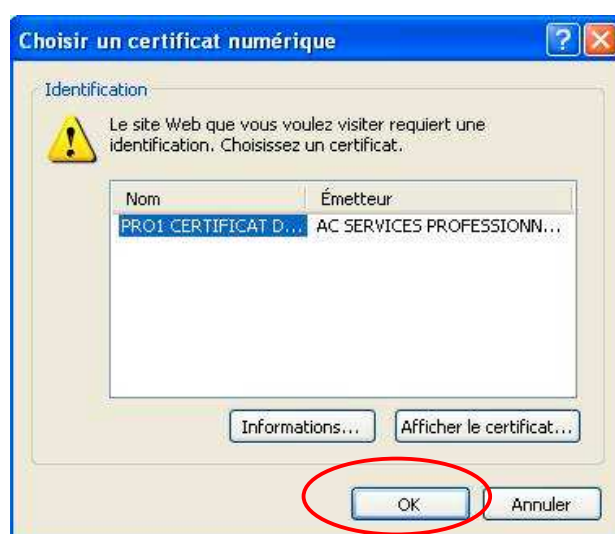 Choisir un certificat numérique
Identification
Le site Web que vous voulez visiter requiert une
identification. Choisissez un certificat.
Nom Émetteur
PRO1 CERTIFICAT D... AC SERVICES PROFESSIONN...
Informations... Afficher le certificat...
OK Annuler